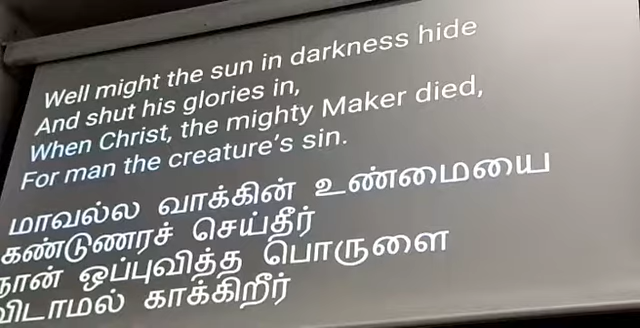 Well might the sun in darkness hide
And shut his glories in,
When Christ, the mighty Maker died,
For man the creature's sin.
மாவல்ல வாக்கின் உண்மையை
கண்டுணரச் செய்தீர்
நான் ஒப்புவித்த பொருளை
விடாமல் காக்கிறீர்